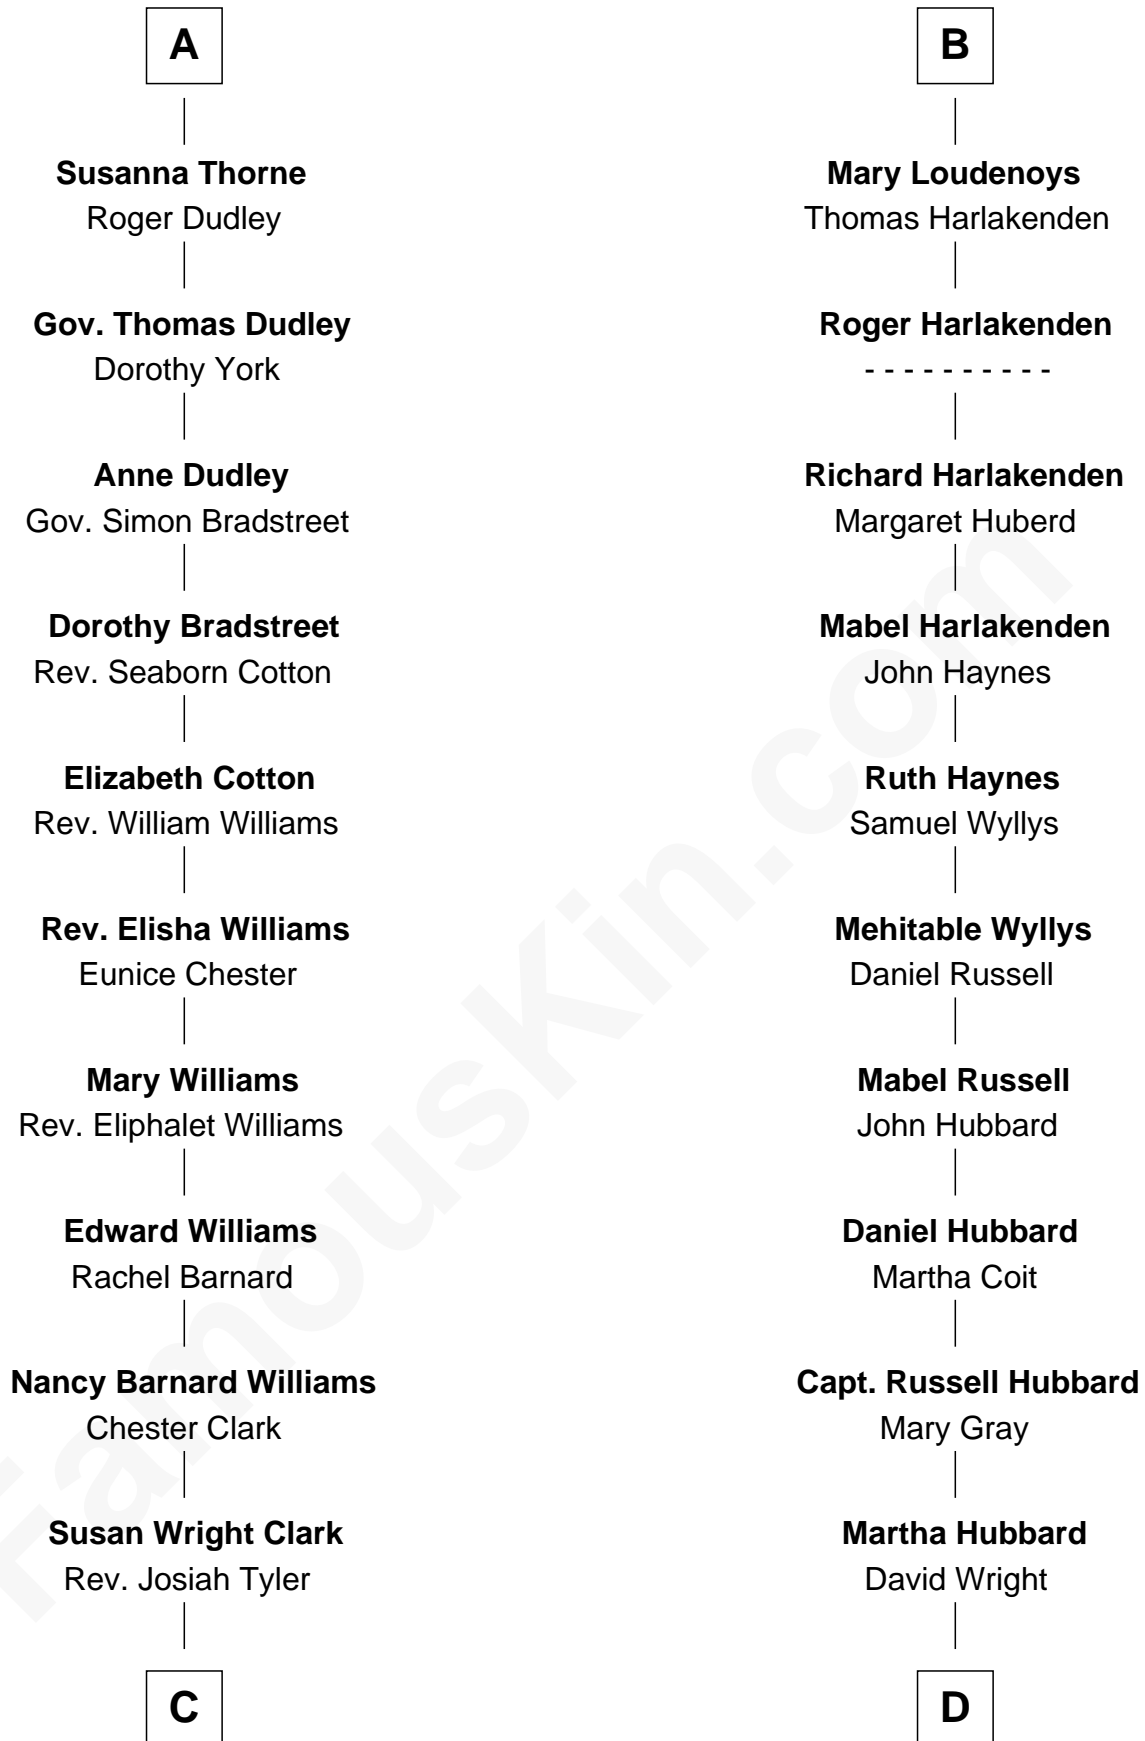 A
Susanna Thorne
Roger Dudley
Gov. Thomas Dudley
Dorothy York
Anne Dudley
Gov. Simon Bradstreet
Dorothy Bradstreet
Rev. Seaborn Cotton
Elizabeth Cotton
Rev. William Williams
Rev. Elisha Williams
Eunice Chester
Mary Williams
Rev. Eliphalet Williams
Edward Williams
Rachel Barnard
Nancy Barnard Williams
Chester Clark
Susan Wright Clark
Rev. Josiah Tyler
C
B
Mary Loudenoys
Thomas Harlakenden
Roger Harlakenden
- - - - - - - - - -
Richard Harlakenden
Margaret Huberd
Mabel Harlakenden
John Haynes
Ruth Haynes
Samuel Wyllys
Mehitable Wyllys
Daniel Russell
Mabel Russell
John Hubbard
Daniel Hubbard
Martha Coit
Capt. Russell Hubbard
Mary Gray
Martha Hubbard
David Wright
D
FamousKin.com